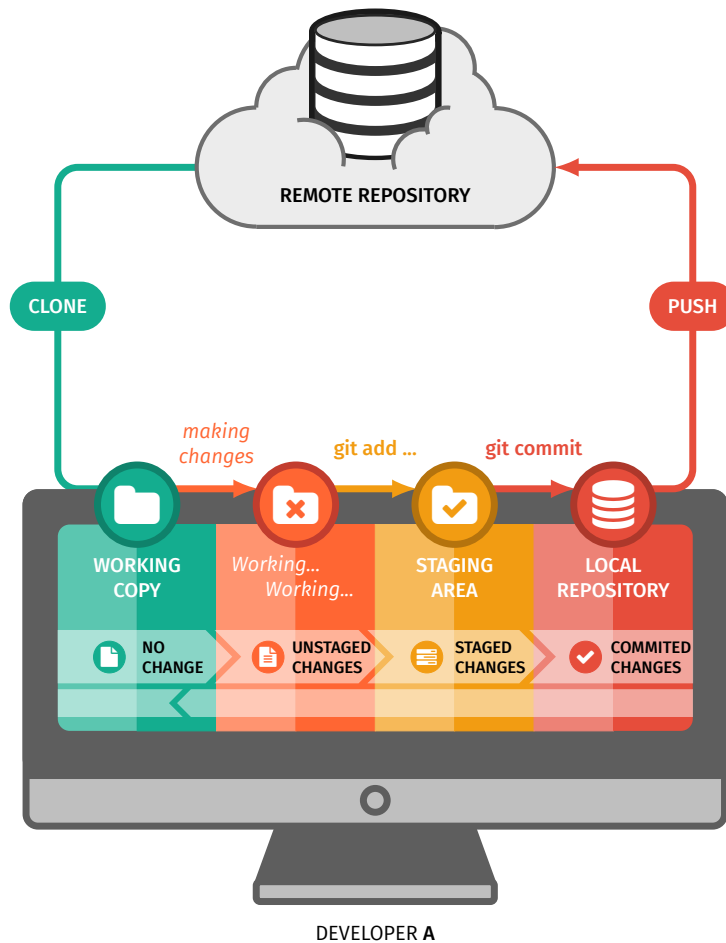 REMOTE REPOSITORY
CLONE
PUSH
making
changes
git add ...
git commit
WORKING
COPY
Working...
Working...
STAGING
AREA
LOCAL
REPOSITORY
NO
CHANGE
UNSTAGED
CHANGES
STAGED
CHANGES
COMMITED
CHANGES
DEVELOPER A